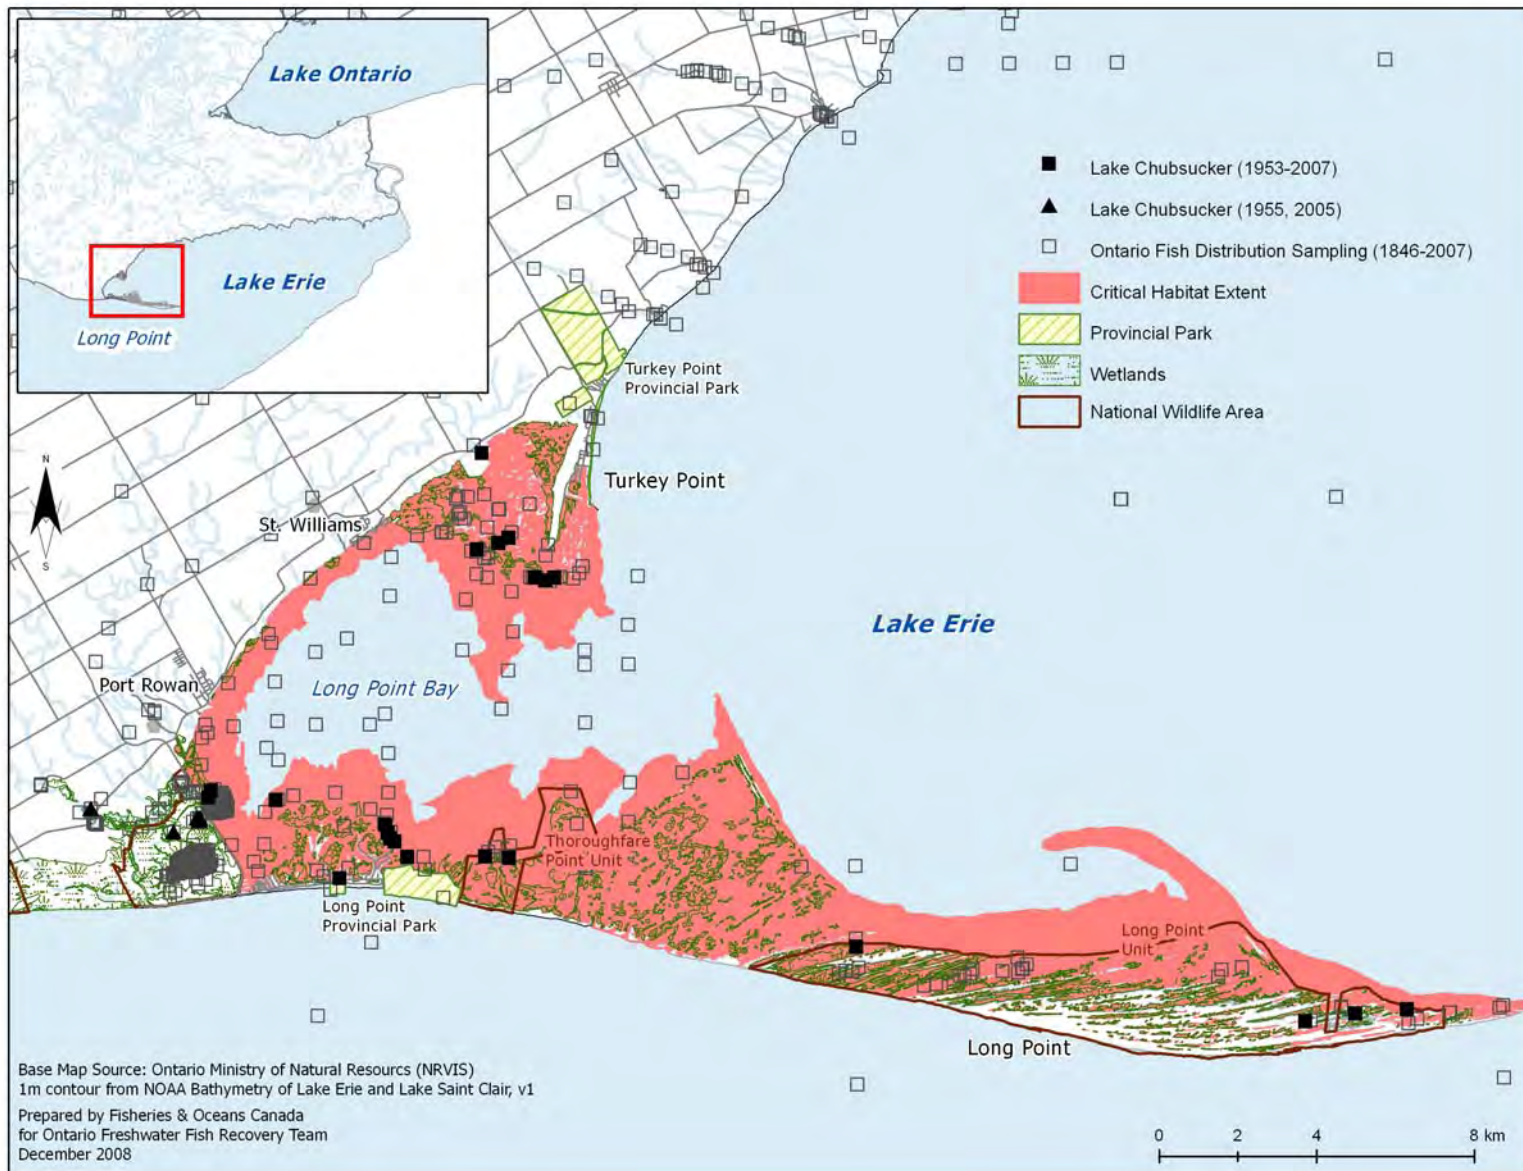 Lake Ontario
Lake Erie
Long Point
Lake Chubsucker (1953-2007)
Lake Chubsucker (1955, 2005)
Ontario Fish Distribution Sampling (1846-2007)
Critical Habitat Extent
Provincial Park
Wetlands
National Wildlife Area
Turkey Point
Provincial Park
Turkey Point
N
S
St. Williams
Lake Erie
Port Rowan
Long Point Bay
Thoroughfare
Point Unit
Long Point
Provincial Park
Long Point
Unit
Long Point
Base Map Source: Ontario Ministry of Natural Resourcs (NRVIS)
1m contour from NOAA Bathymetry of Lake Erie and Lake Saint Clair, v1
Prepared by Fisheries & Oceans Canada
for Ontario Freshwater Fish Recovery Team
December 2008
0 2 4 8 km